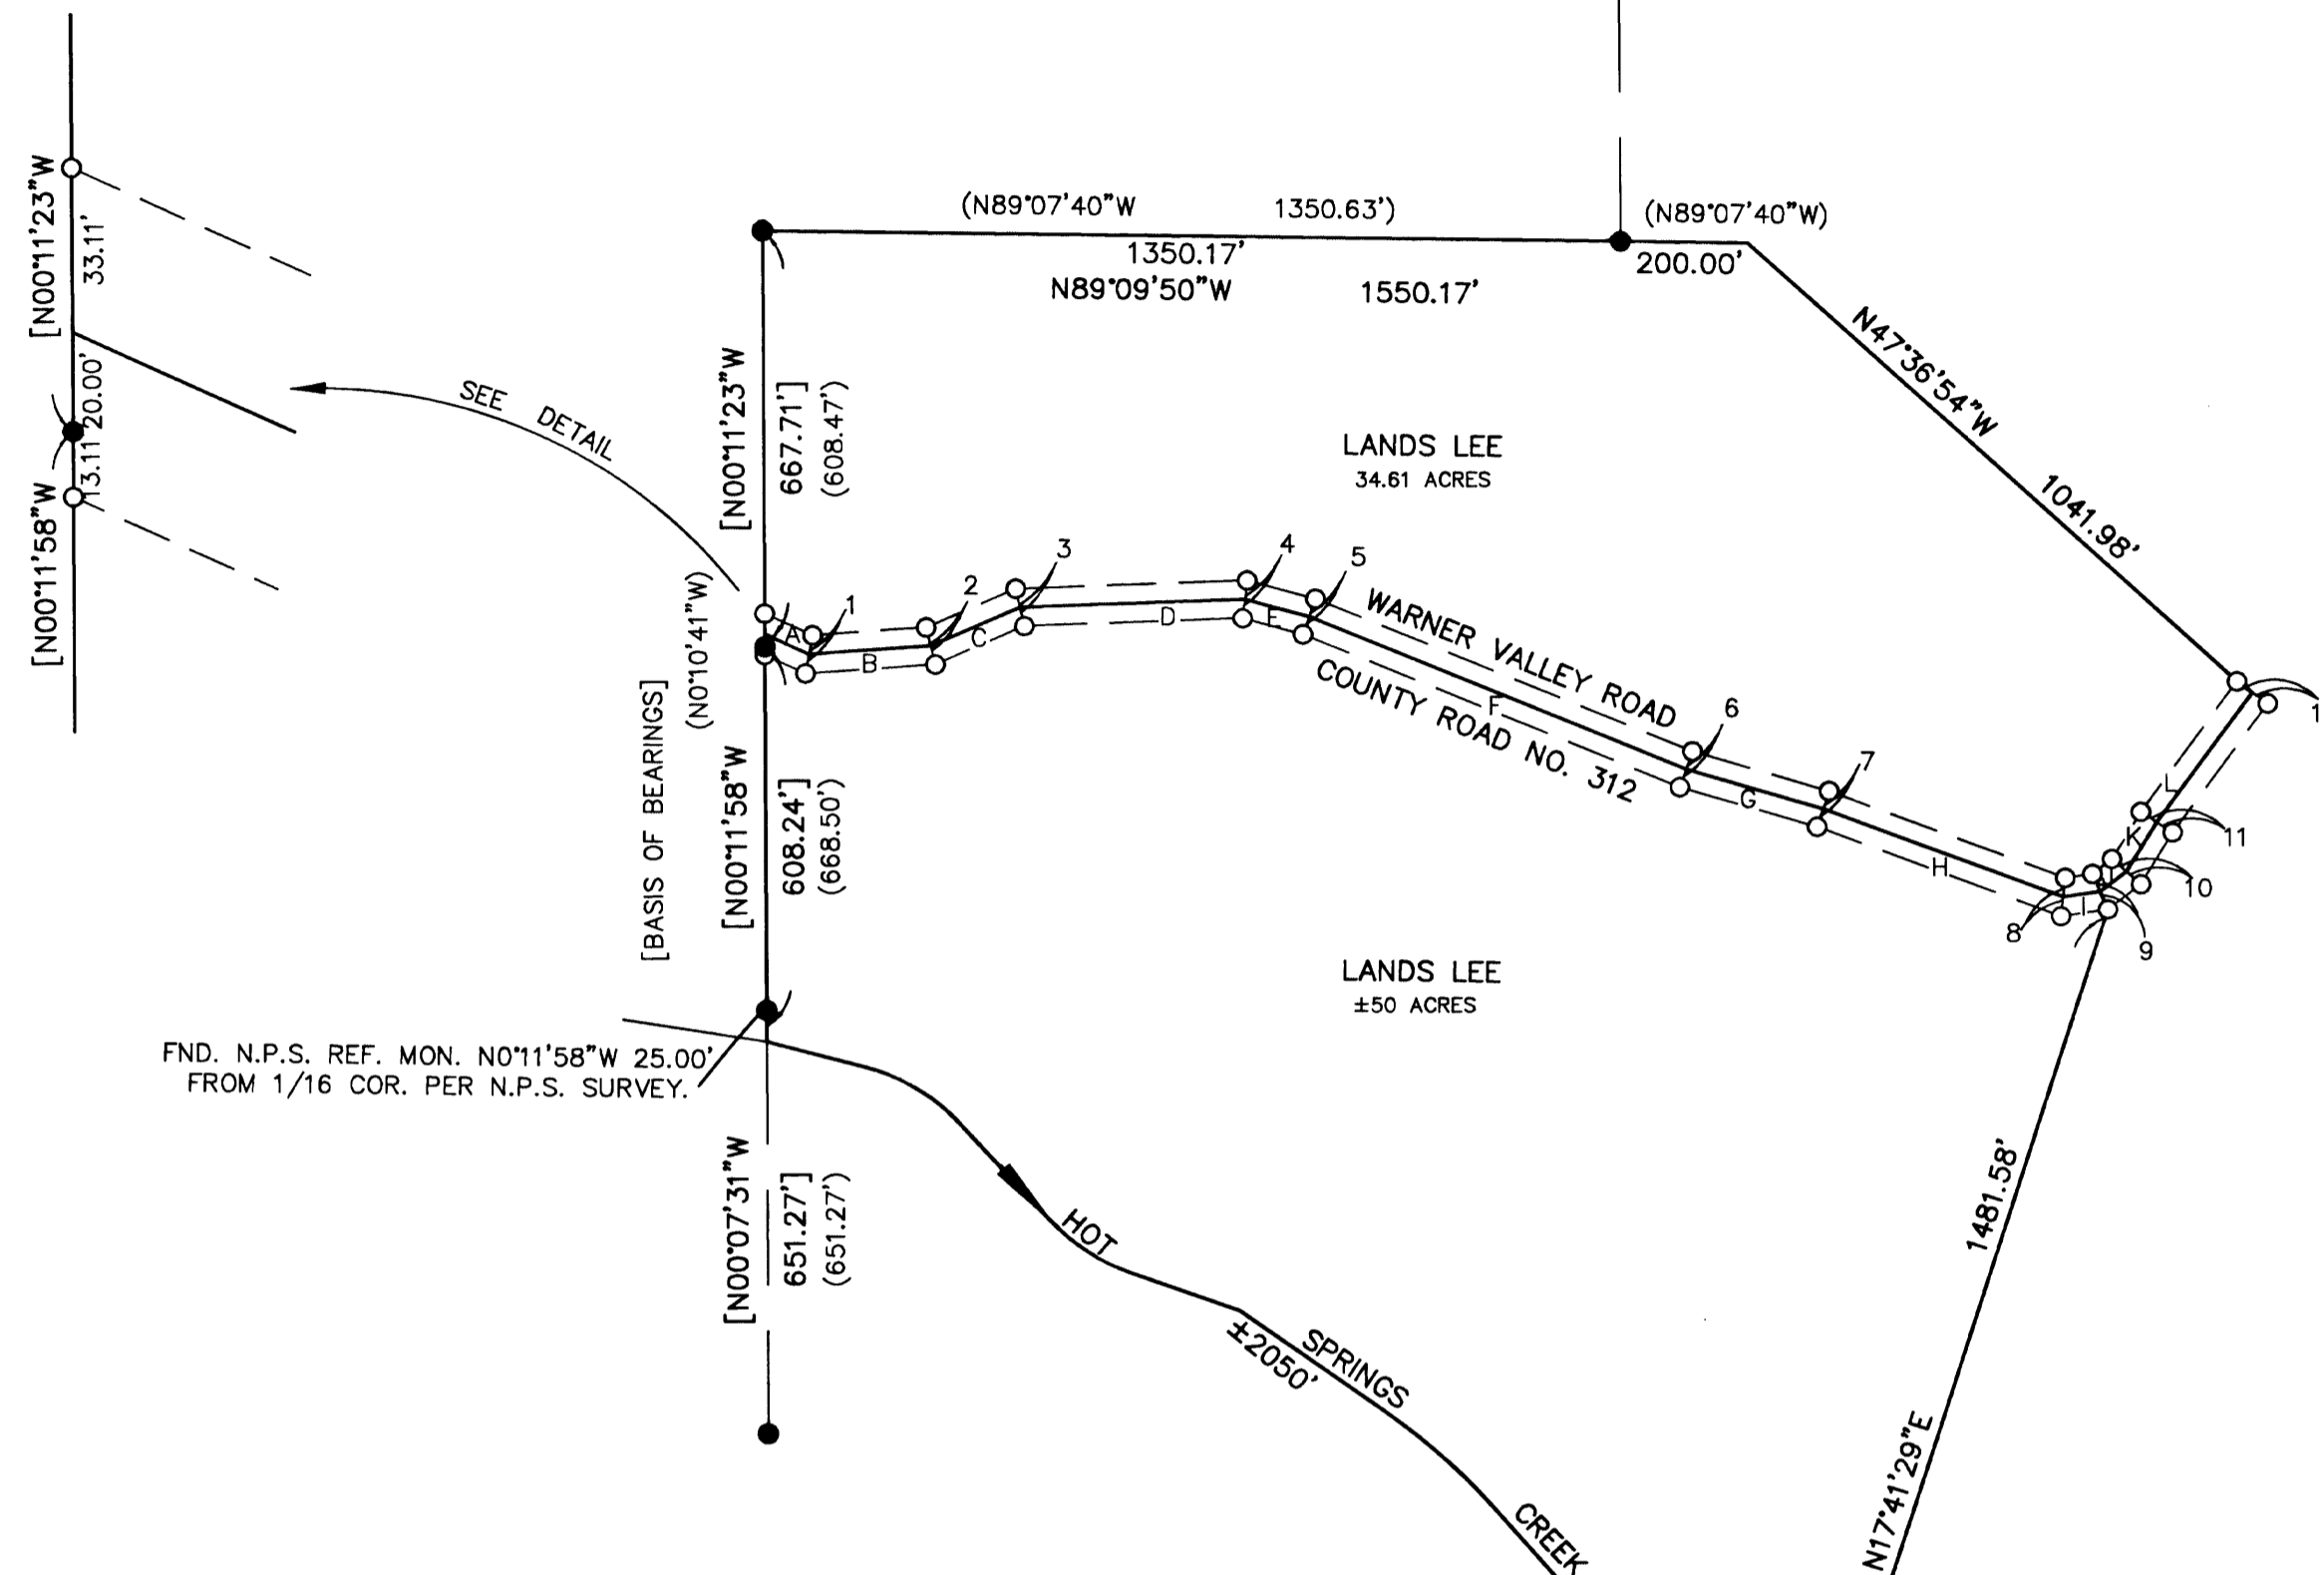 (N89°07'40"W 1350.63')
(N89°07'40"W)
1350.17'
200.00'
N89°09'50"W 1550.17'
[N00°11'23"W
33.11'
20.00'
13.11'
[N00°11'58"W
SEE DETAIL
[N00°11'23"W
667.71']
(608.47')
N47°36'54"W
1041.98'
LANDS LEE
34.61 ACRES
(N0°10'41"W)
[BASIS OF BEARINGS]
[N00°11'58"W
608.24']
(668.50')
A
1
B
2
C
3
D
4
E
5
WARNER VALLEY ROAD
COUNTY ROAD NO. 312
F
6
G
7
H
8
I
9
10
K
11
L
1
LANDS LEE
±50 ACRES
FND. N.P.S. REF. MON. N0°11'58"W 25.00'
FROM 1/16 COR. PER N.P.S. SURVEY.
[N00°07'31"W
651.27']
(651.27')
HOT
SPRINGS
CREEK
±2050'
1481.58'
N17°41'29"E